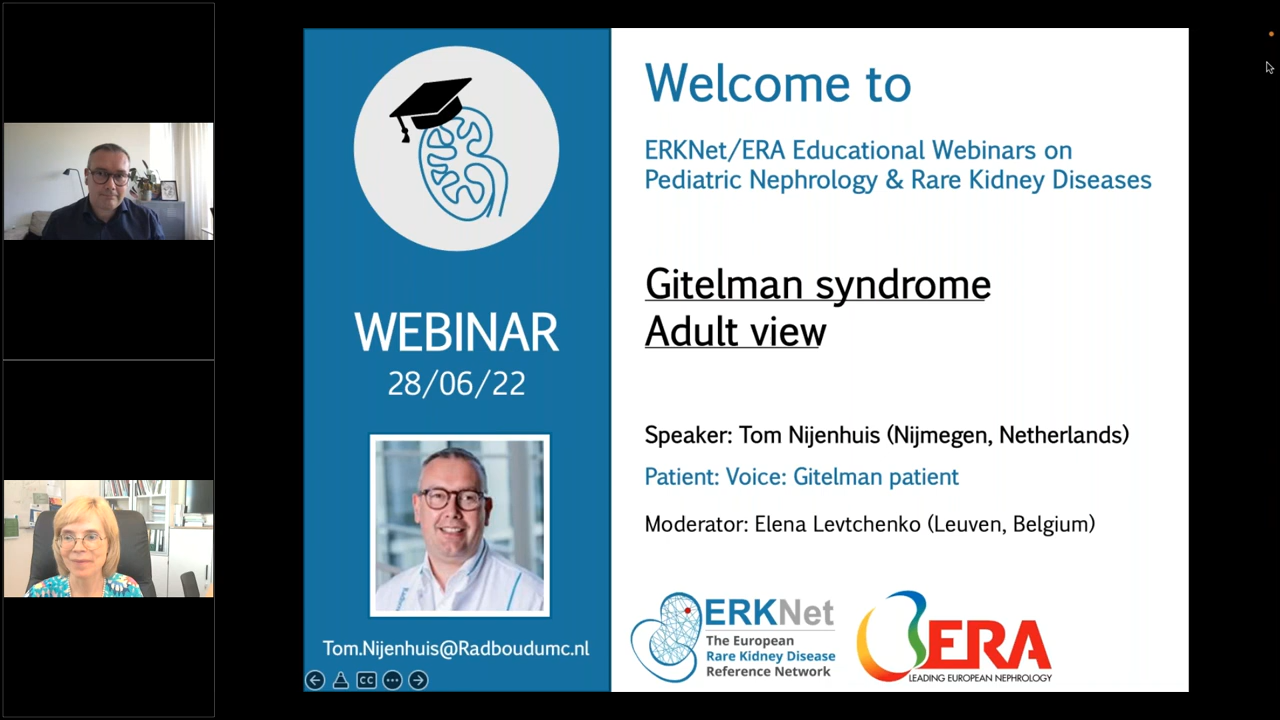 WEBINAR
28/06/22
Tom.Nijenhuis@Radboudumc.nl
CC
Welcome to
ERKNet/ERA Educational Webinars on
Pediatric Nephrology & Rare Kidney Diseases
Gitelman syndrome
Adult view
Speaker: Tom Nijenhuis (Nijmegen, Netherlands)
Patient: Voice: Gitelman patient
Moderator: Elena Levtchenko (Leuven, Belgium)
ERKNet
The European
Rare Kidney Disease
Reference Network
ERA
LEADING EUROPEAN NEPHROLOGY